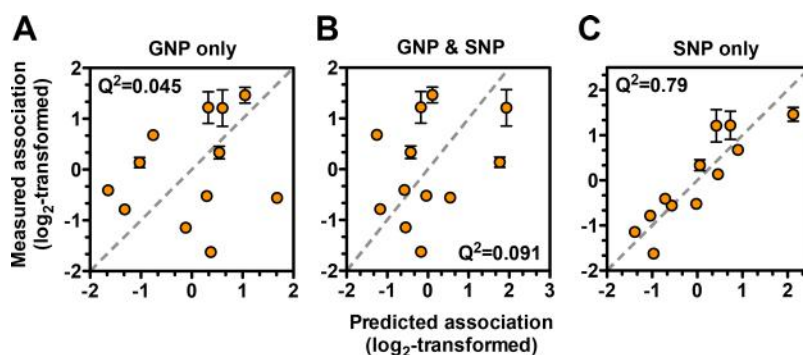 A
GNP only
B
GNP & SNP
C
SNP only
Measured association
(log2-transformed)
2
1
0
-1
-2
Q²=0.045
-2 -1 0 1 2
2
1
0
-1
-2
Q²=0.091
-2 -1 0 1 2 3
2
1
0
-1
-2
Q²=0.79
-2 -1 0 1 2
Predicted association
(log2-transformed)